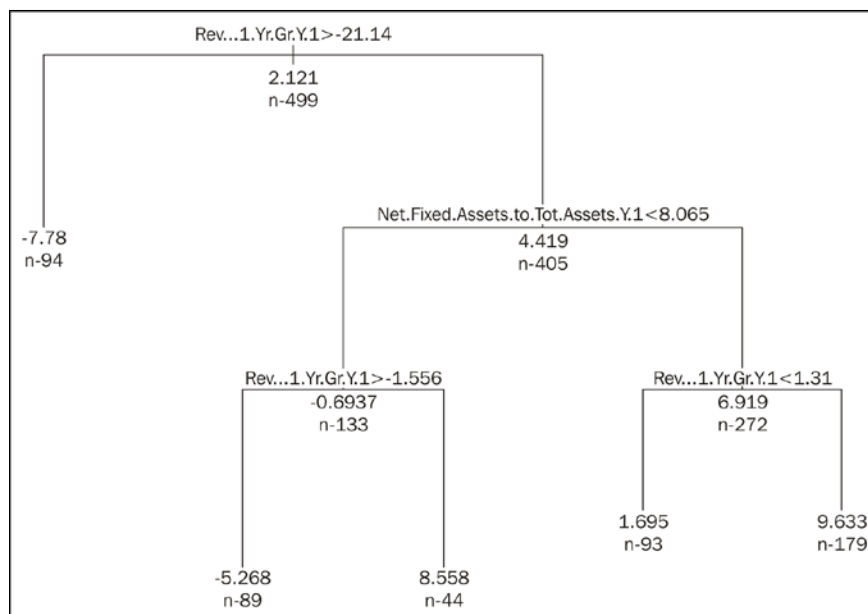 Rev...1.Yr.Gr.Y.1>-21.14
2.121
n-499
Net.Fixed.Assets.to.Tot.Assets.Y.1<8.065
-7.78
n-94
4.419
n-405
Rev...1.Yr.Gr.Y.1>-1.556
Rev...1.Yr.Gr.Y.1<1.31
-0.6937
n-133
6.919
n-272
1.695
n-93
9.633
n-179
-5.268
n-89
8.558
n-44